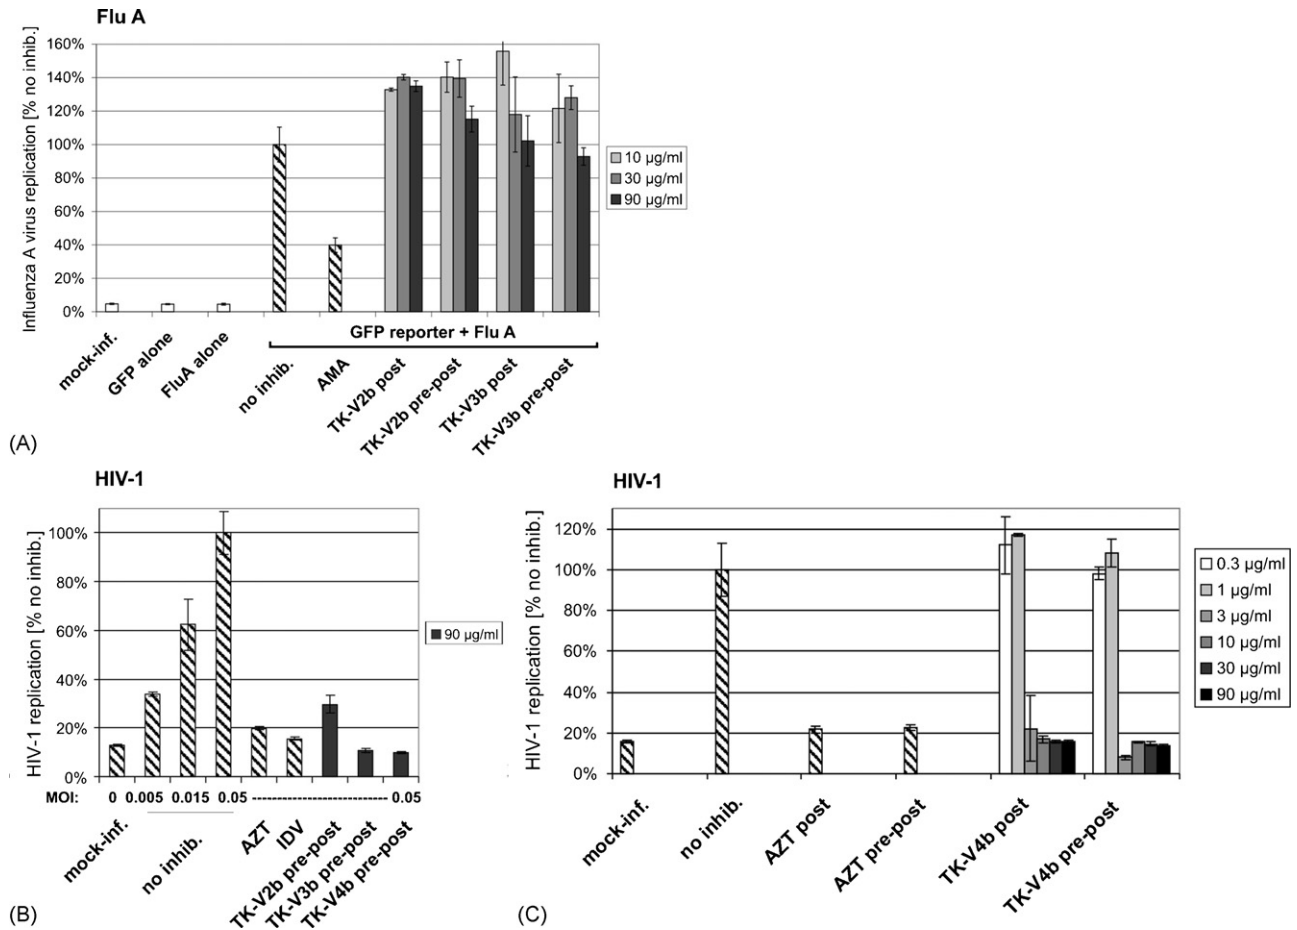 Flu A
Influenza A virus replication [% no inhib.]
160%
140%
120%
100%
80%
60%
40%
20%
0%
10 µg/ml
30 µg/ml
90 µg/ml
GFP reporter + Flu A
mock-inf.
GFP alone
FluA alone
no inhib.
AMA
TK-V2b post
TK-V2b pre-post
TK-V3b post
TK-V3b pre-post
(A)
HIV-1
HIV-1 replication [% no inhib.]
100%
80%
60%
40%
20%
0%
90 µg/ml
MOI: 0 0.005 0.015 0.05 ------------------- 0.05
mock-inf.
no inhib.
AZT
IDV
TK-V2b pre-post
TK-V3b pre-post
TK-V4b pre-post
(B)
HIV-1
HIV-1 replication [% no inhib.]
120%
100%
80%
60%
40%
20%
0%
0.3 µg/ml
1 µg/ml
3 µg/ml
10 µg/ml
30 µg/ml
90 µg/ml
mock-inf.
no inhib.
AZT post
AZT pre-post
TK-V4b post
TK-V4b pre-post
(C)